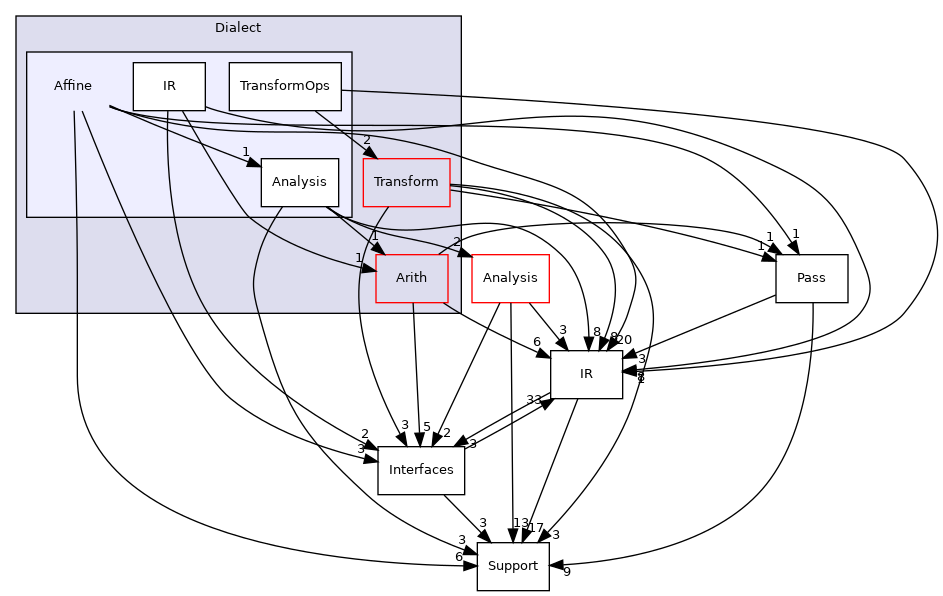 Dialect
Affine
IR
TransformOps
2
1
Analysis
Transform
1
2
1
1
1
1
Arith
Analysis
Pass
6
3
8
8
20
3
IR
33
3
5
2
2
3
3
Interfaces
3
13
17
3
3
6
9
Support